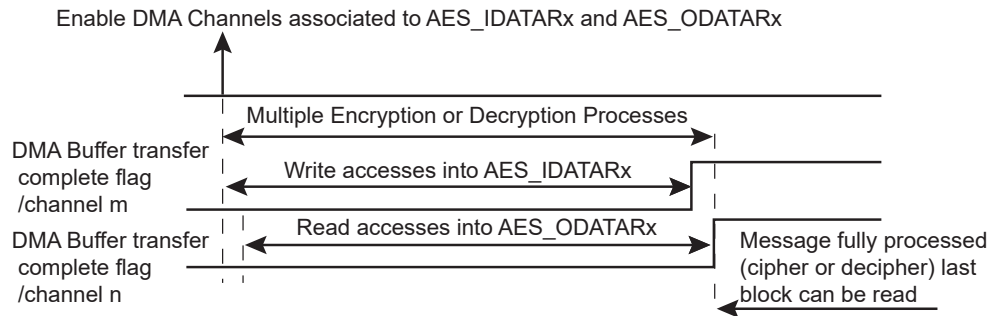 Enable DMA Channels associated to AES_IDATARx and AES_ODATARx
Multiple Encryption or Decryption Processes
DMA Buffer transfer
complete flag
/channel m
Write accesses into AES_IDATARx
DMA Buffer transfer
complete flag
/channel n
Read accesses into AES_ODATARx
Message fully processed
(cipher or decipher) last
block can be read